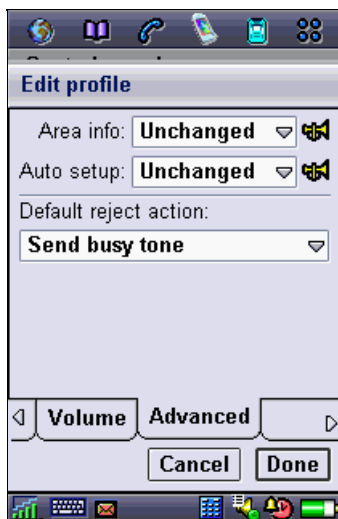 Edit profile
Area info: Unchanged
Auto setup: Unchanged
Default reject action:
Send busy tone
Volume Advanced
Cancel Done